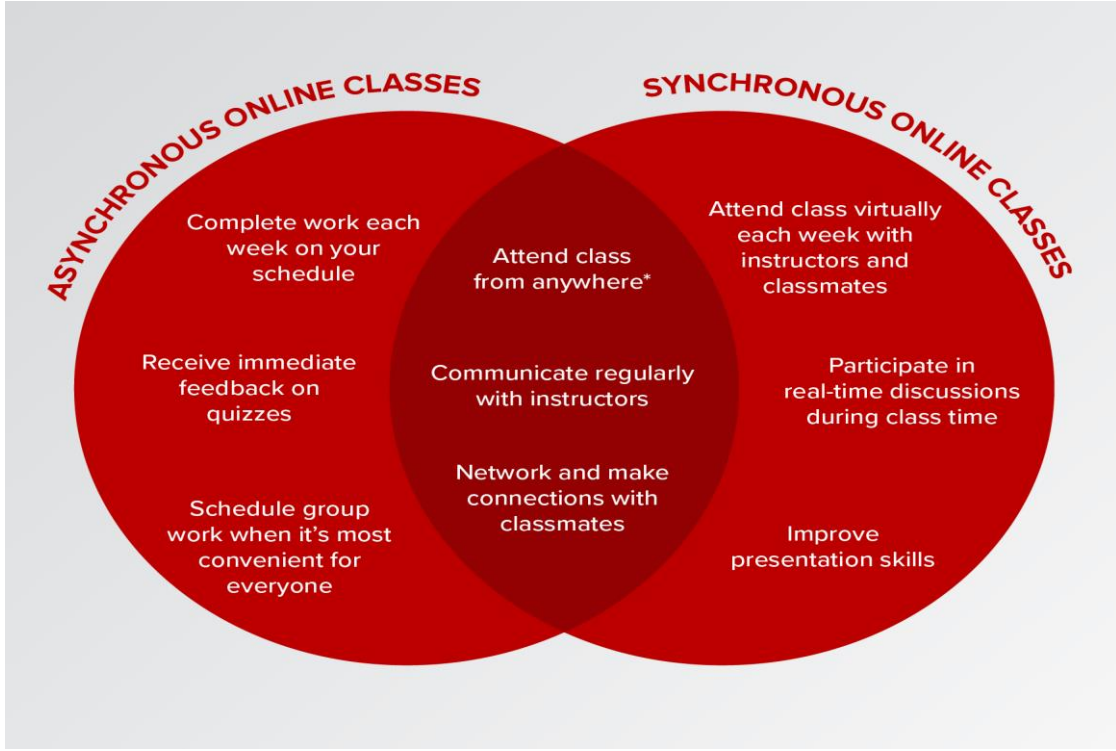 ASYNCHRONOUS ONLINE CLASSES
SYNCHRONOUS ONLINE CLASSES
Complete work each
week on your
schedule
Receive immediate
feedback on
quizzes
Schedule group
work when it's most
convenient for
everyone
Attend class
from anywhere*
Communicate regularly
with instructors
Network and make
connections with
classmates
Attend class virtually
each week with
instructors and
classmates
Participate in
real-time discussions
during class time
Improve
presentation skills